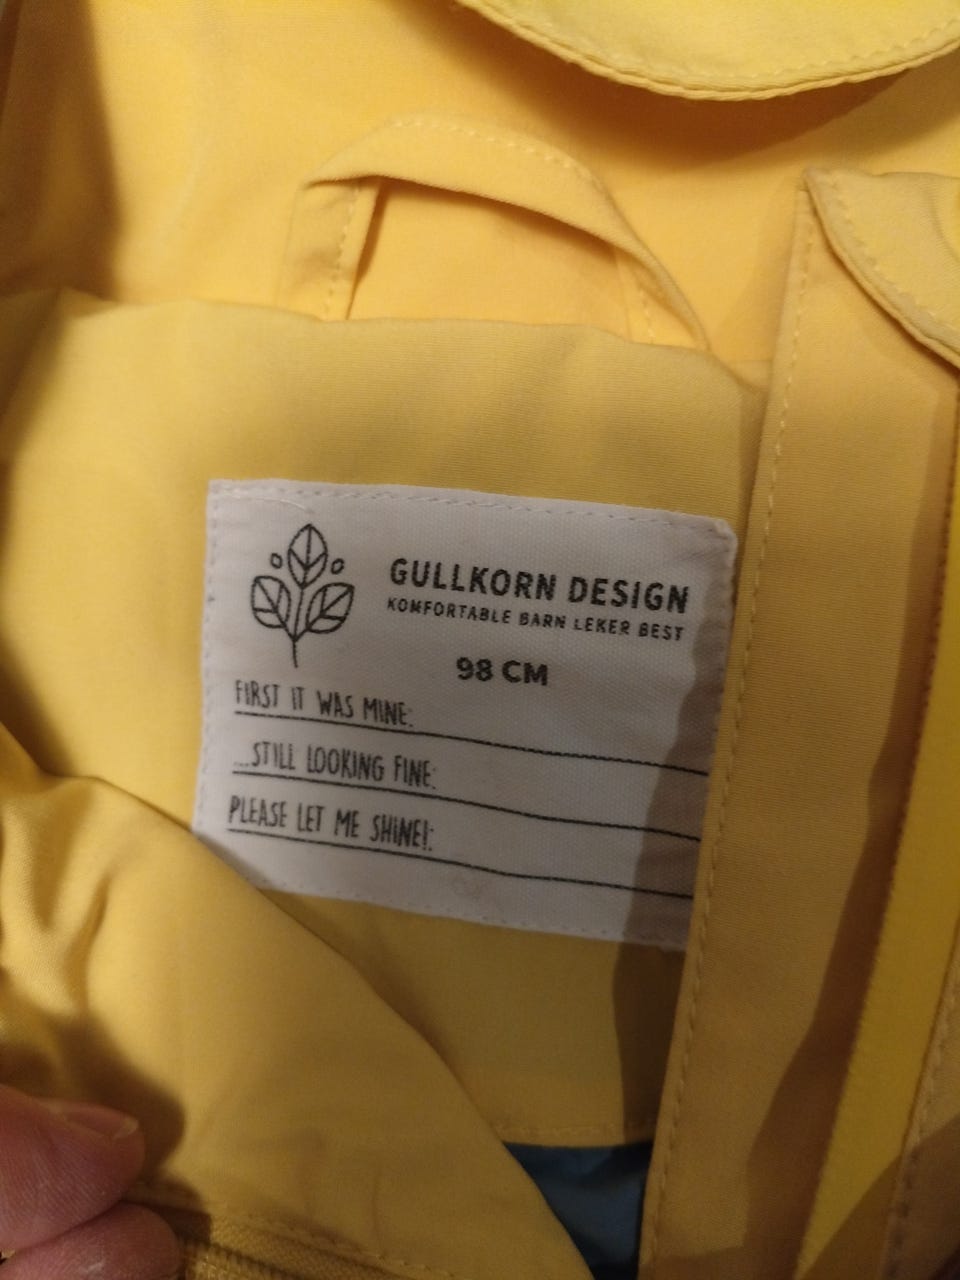 GULLKORN DESIGN
KOMFORTABLE BARN LEKER BEST
98 CM
FIRST IT WAS MINE:
...STILL LOOKING FINE:
PLEASE LET ME SHINE!: